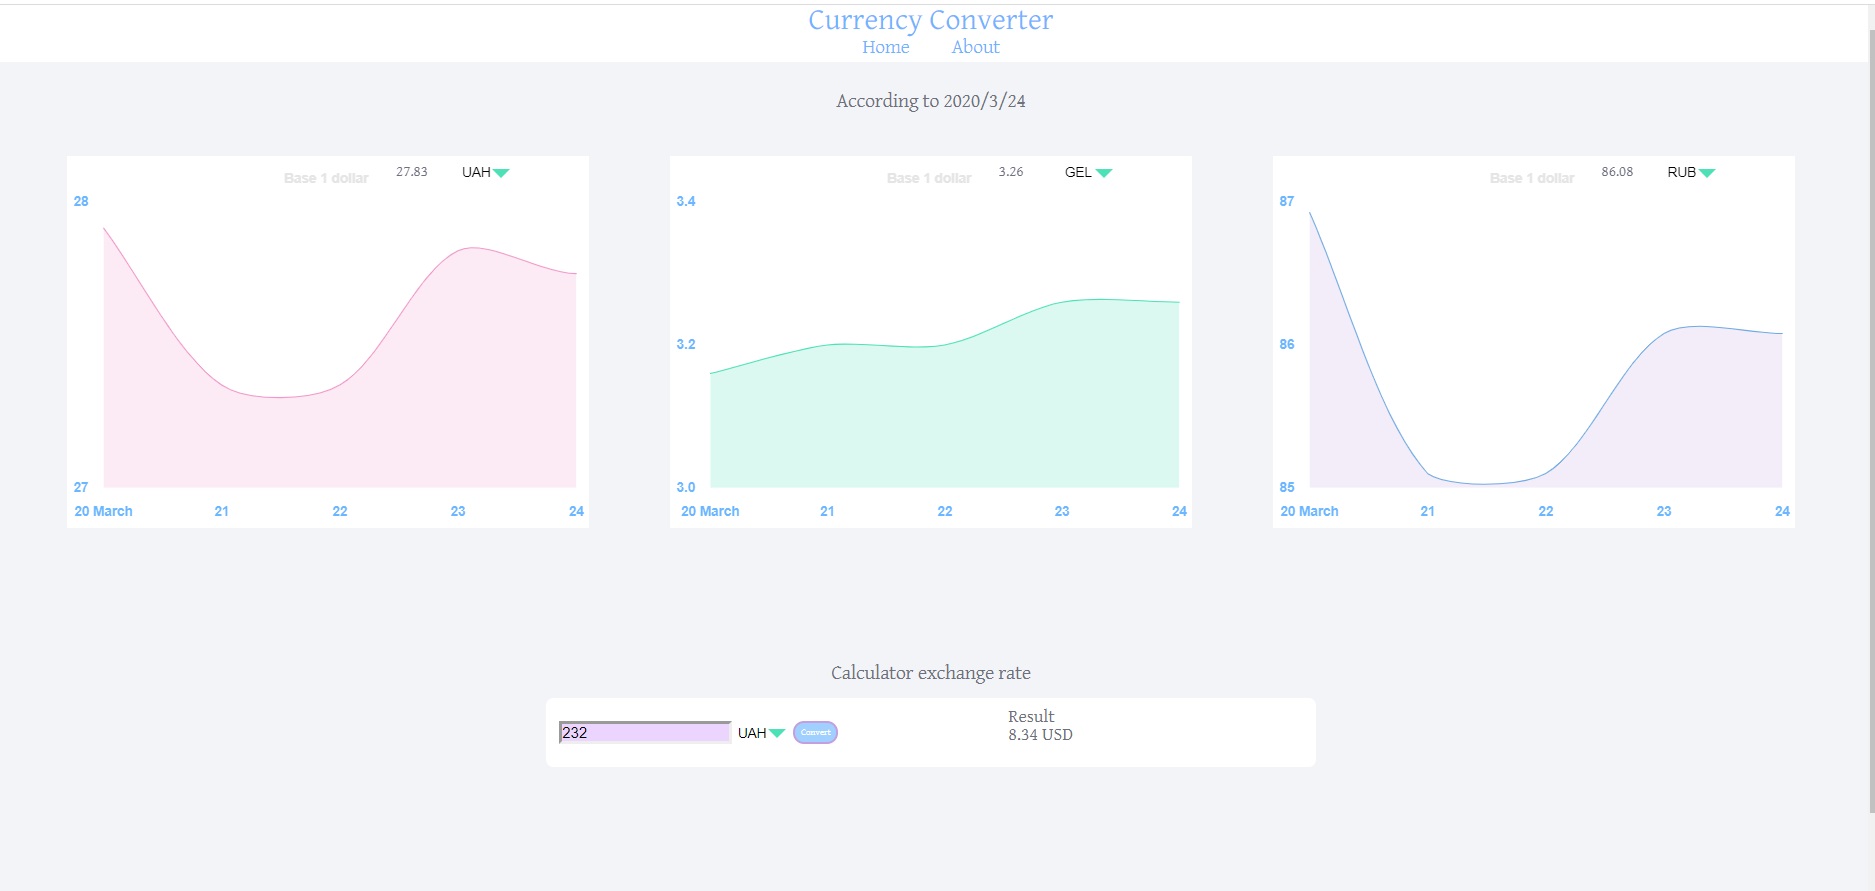 Currency Converter
Home About
According to 2020/3/24
Base 1 dollar 27.83 UAH
28
27
20 March 21 22 23 24
Base 1 dollar 3.26 GEL
3.4
3.2
3.0
20 March 21 22 23 24
Base 1 dollar 86.08 RUB
87
86
85
20 March 21 22 23 24
Calculator exchange rate
232 UAH Convert
Result
8.34 USD